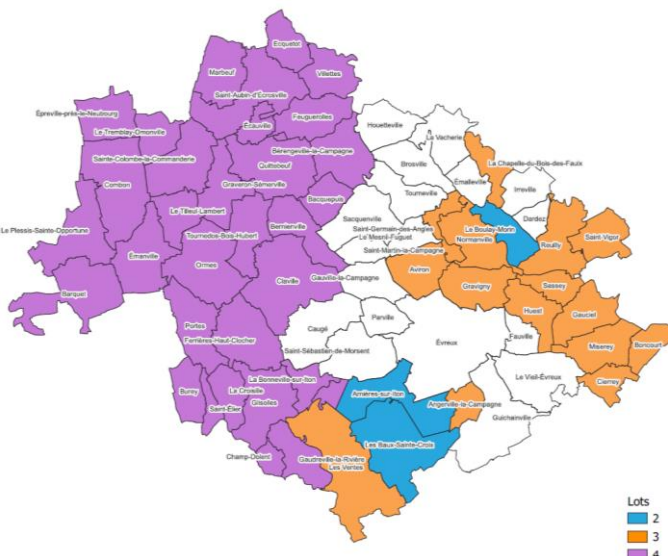 Ecquetot
Marbeuf
Villettes
Saint-Aubin-d'Écrosville
Épreville-près-le-Neubourg
Feuguerolles
Houetteville
Le Tremblay-Omonville
Écauville
La Vacherie
Bérengeville-la-Campagne
Sainte-Colombe-la-Commanderie
Quittebeuf
Brosville
La Chapelle-du-Bois-des-Faulx
Émalleville
Combon
Graveron-Sémerville
Irreville
Tourneville
Bacquepuis
Le Tilleul-Lambert
Sacquenville
Dardez
Le Plessis-Sainte-Opportune
Bernienville
Saint-Germain-des-Angles
Le Boulay-Morin
Tournedos-Bois-Hubert
Le Mesnil-Fuguet
Normanville
Saint-Vigor
Reuilly
Saint-Martin-la-Campagne
Émanville
Aviron
Ormes
Gauville-la-Campagne
Claville
Gravigny
Sassey
Barquet
Parville
Huest
Gauciel
Portes
Caugé
Fauville
Ferrières-Haut-Clocher
Évreux
Miserey
Boncourt
Saint-Sébastien-de-Morsent
La Bonneville-sur-Iton
Le Vieil-Évreux
Cierrey
Burey
La Croisille
Arnières-sur-Iton
Glisolles
Angerville-la-Campagne
Saint-Élier
Guichainville
Les Baux-Sainte-Croix
Champ-Dolent
Gaudreville-la-Rivière
Les Ventes
Lots
2
3
4